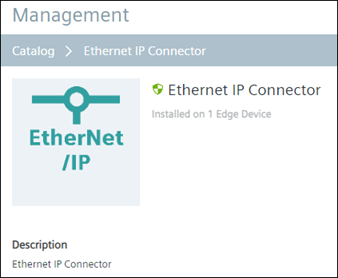 Management
Catalog > Ethernet IP Connector
EtherNet
/IP
Ethernet IP Connector
Installed on 1 Edge Device
Description
Ethernet IP Connector